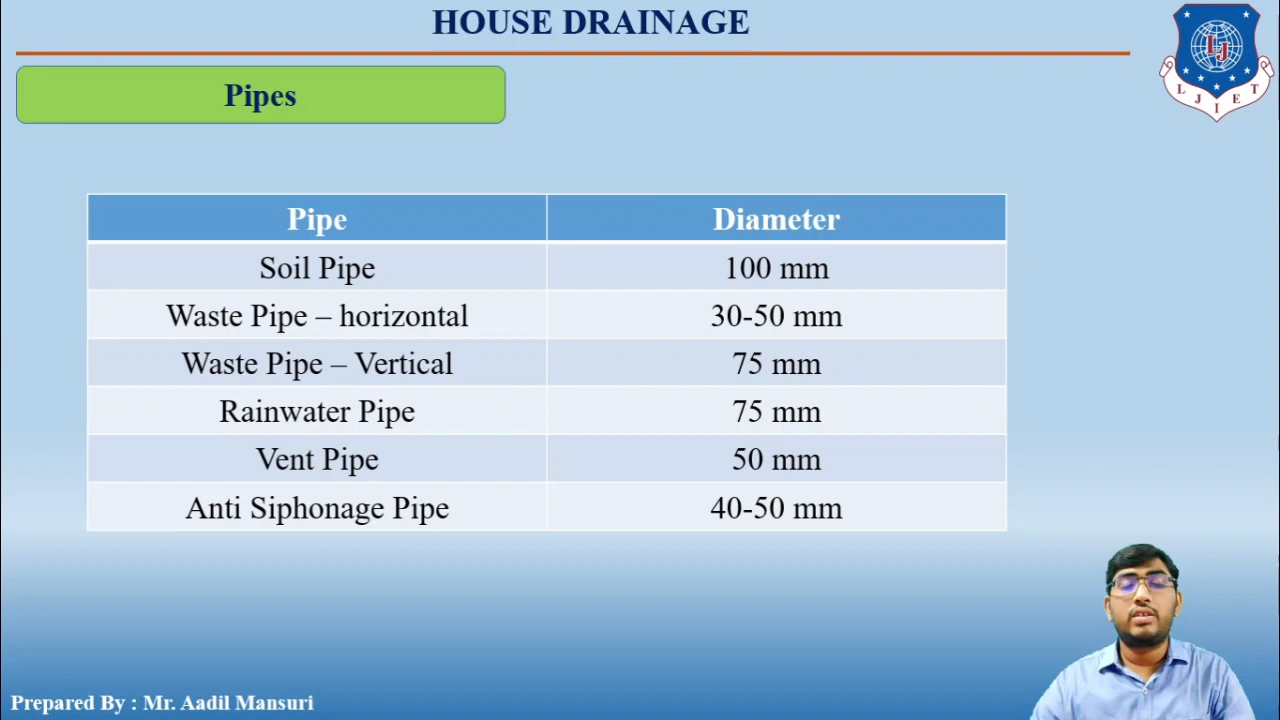 HOUSE DRAINAGE
LJ
L J I E T
Pipes
Pipe Diameter
Soil Pipe 100 mm
Waste Pipe – horizontal 30-50 mm
Waste Pipe – Vertical 75 mm
Rainwater Pipe 75 mm
Vent Pipe 50 mm
Anti Siphonage Pipe 40-50 mm
Prepared By : Mr. Aadil Mansuri